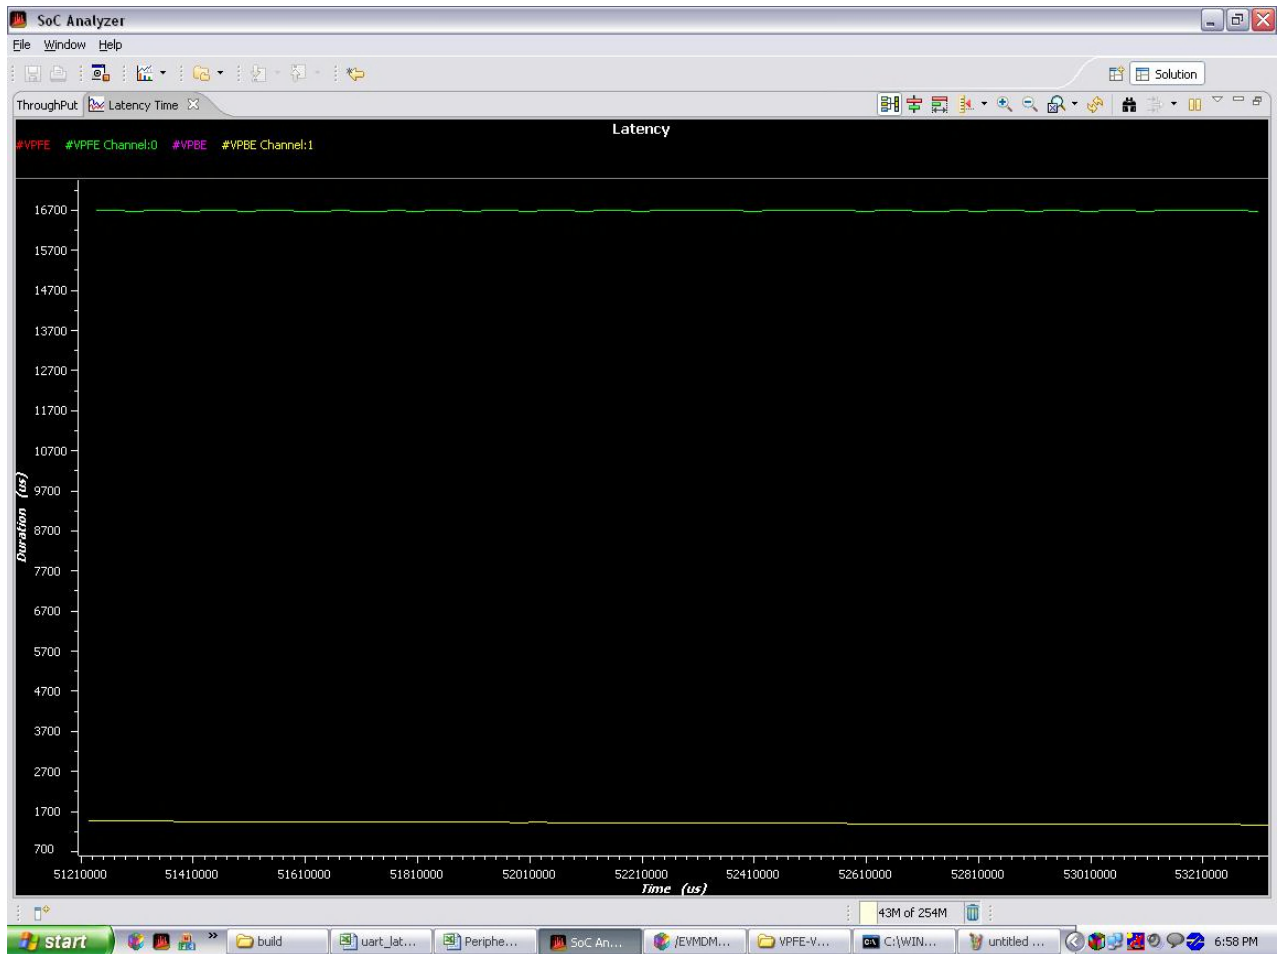 SoC Analyzer
File Window Help
Solution
ThroughPut Latency Time
Latency
#VPFE #VPFE Channel:0 #VPBE #VPBE Channel:1
16700
15700
14700
13700
12700
11700
10700
9700
8700
7700
6700
5700
4700
3700
2700
1700
700
Duration (us)
51210000 51410000 51610000 51810000 52010000 52210000 52410000 52610000 52810000 53010000 53210000
Time (us)
43M of 254M
start » build uart_lat... Periphe... SoC An... /EVMDM... VPFE-V... C:\WIN... untitled ... 6:58 PM